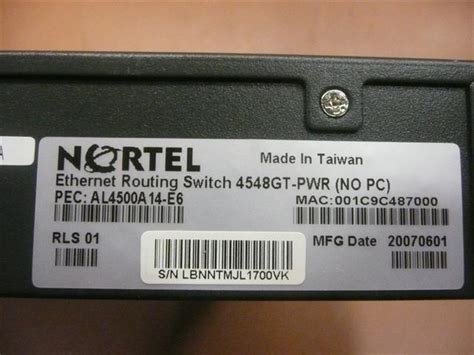 A
NORTEL
Made In Taiwan
Ethernet Routing Switch 4548GT-PWR (NO PC)
PEC: AL4500A14-E6
MAC:001C9C487000
RLS 01
MFG Date 20070601
S/N LBNNTMJL1700VK